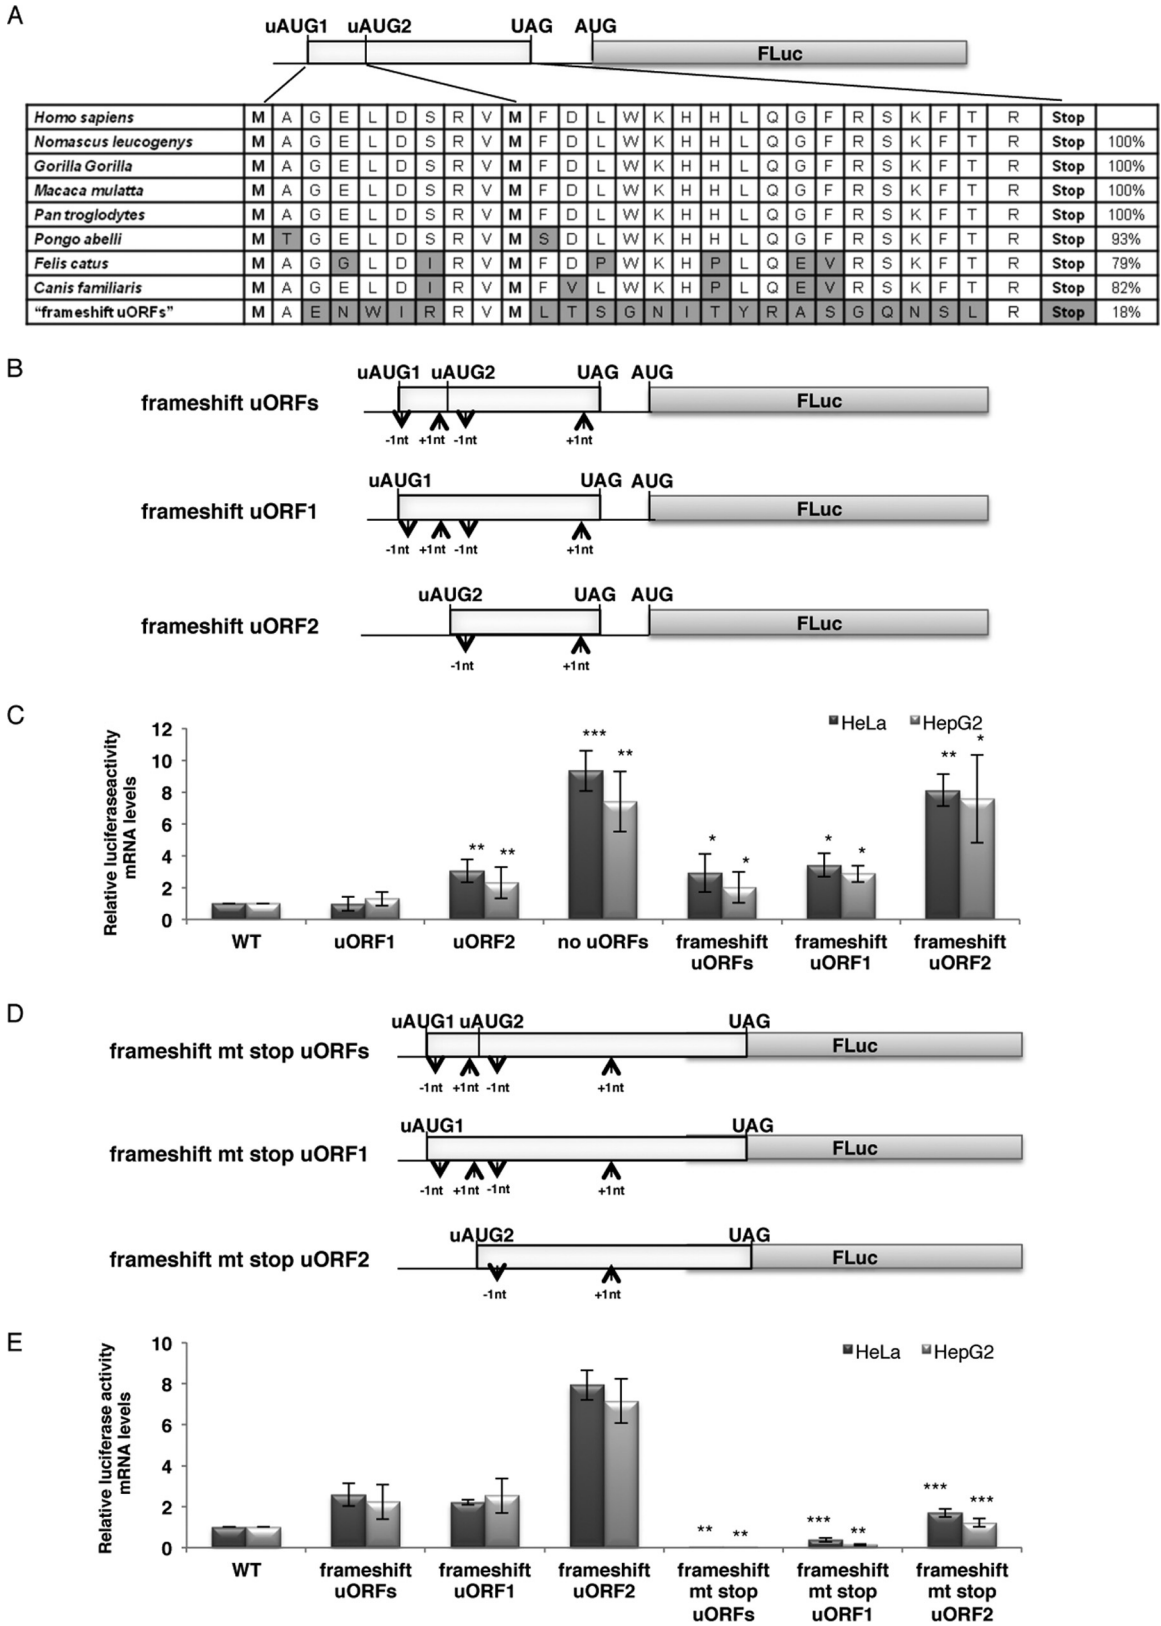 A
uAUG1 uAUG2 UAG AUG
FLuc
Homo sapiens M A G E L D S R V M F D L W K H H L Q G F R S K F T R Stop
Nomascus leucogenys M A G E L D S R V M F D L W K H H L Q G F R S K F T R Stop 100%
Gorilla Gorilla M A G E L D S R V M F D L W K H H L Q G F R S K F T R Stop 100%
Macaca mulatta M A G E L D S R V M F D L W K H H L Q G F R S K F T R Stop 100%
Pan troglodytes M A G E L D S R V M F D L W K H H L Q G F R S K F T R Stop 100%
Pongo abelli M T G E L D S R V M S D L W K H H L Q G F R S K F T R Stop 93%
Felis catus M A G G L D I R V M F D P W K H P L Q E V R S K F T R Stop 79%
Canis familiaris M A G E L D I R V M F V L W K H P L Q E V R S K F T R Stop 82%
“frameshift uORFs” M A E N W I R R V M L T S G N I T Y R A S G Q N S L R Stop 18%
B
uAUG1 uAUG2 UAG AUG
frameshift uORFs FLuc
-1nt +1nt -1nt +1nt
uAUG1 UAG AUG
frameshift uORF1 FLuc
-1nt +1nt -1nt +1nt
uAUG2 UAG AUG
frameshift uORF2 FLuc
-1nt +1nt
C
Relative luciferaseactivity
mRNA levels
HeLa HepG2
12
10
8
6
4
2
0
** ** *** ** * * * * ** *
WT uORF1 uORF2 no uORFs frameshift frameshift frameshift
uORFs uORF1 uORF2
D
uAUG1 uAUG2 UAG
frameshift mt stop uORFs FLuc
-1nt +1nt -1nt +1nt
uAUG1 UAG
frameshift mt stop uORF1 FLuc
-1nt +1nt -1nt +1nt
uAUG2 UAG
frameshift mt stop uORF2 FLuc
-1nt +1nt
E
Relative luciferase activity
mRNA levels
HeLa HepG2
10
8
6
4
2
0
** ** *** ** *** ***
WT frameshift frameshift frameshift frameshift frameshift frameshift
uORFs uORF1 uORF2 mt stop mt stop mt stop
uORFs uORF1 uORF2